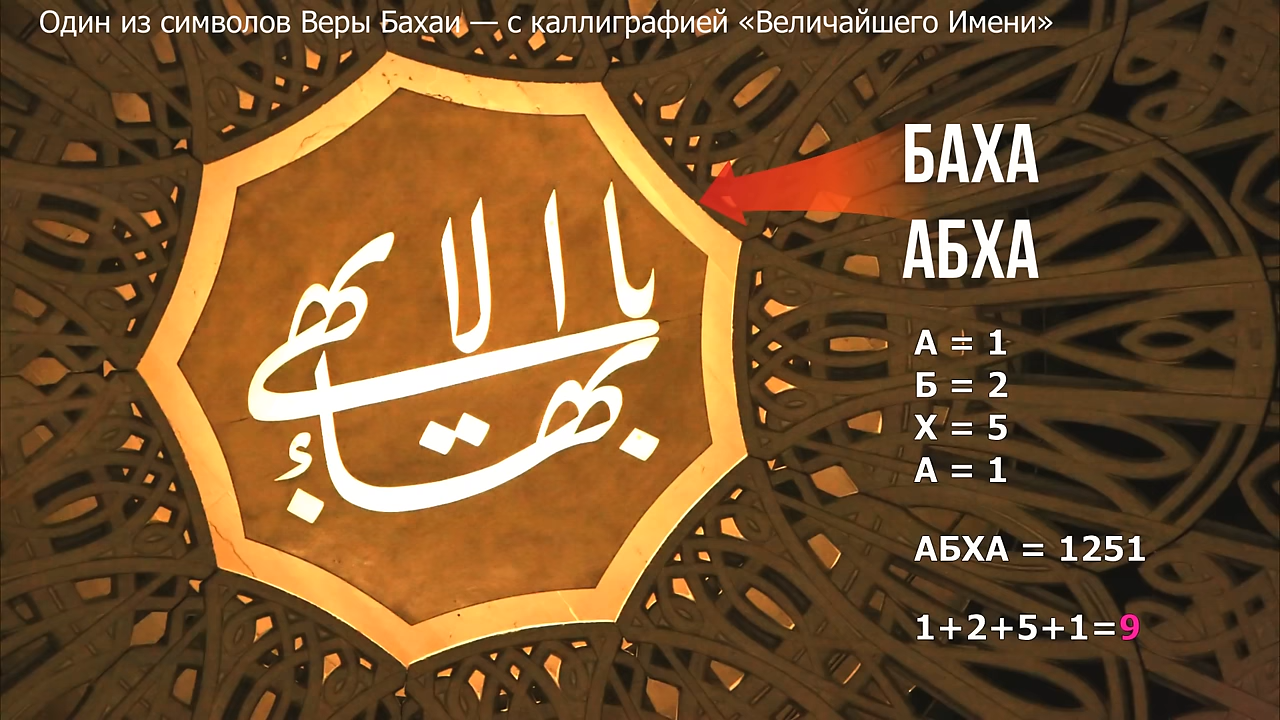 Один из символов Веры Бахаи — с каллиграфией «Величайшего Имени»
يا بهاء الابهى
БАХА
АБХА
А = 1
Б = 2
Х = 5
А = 1
АБХА = 1251
1+2+5+1=9